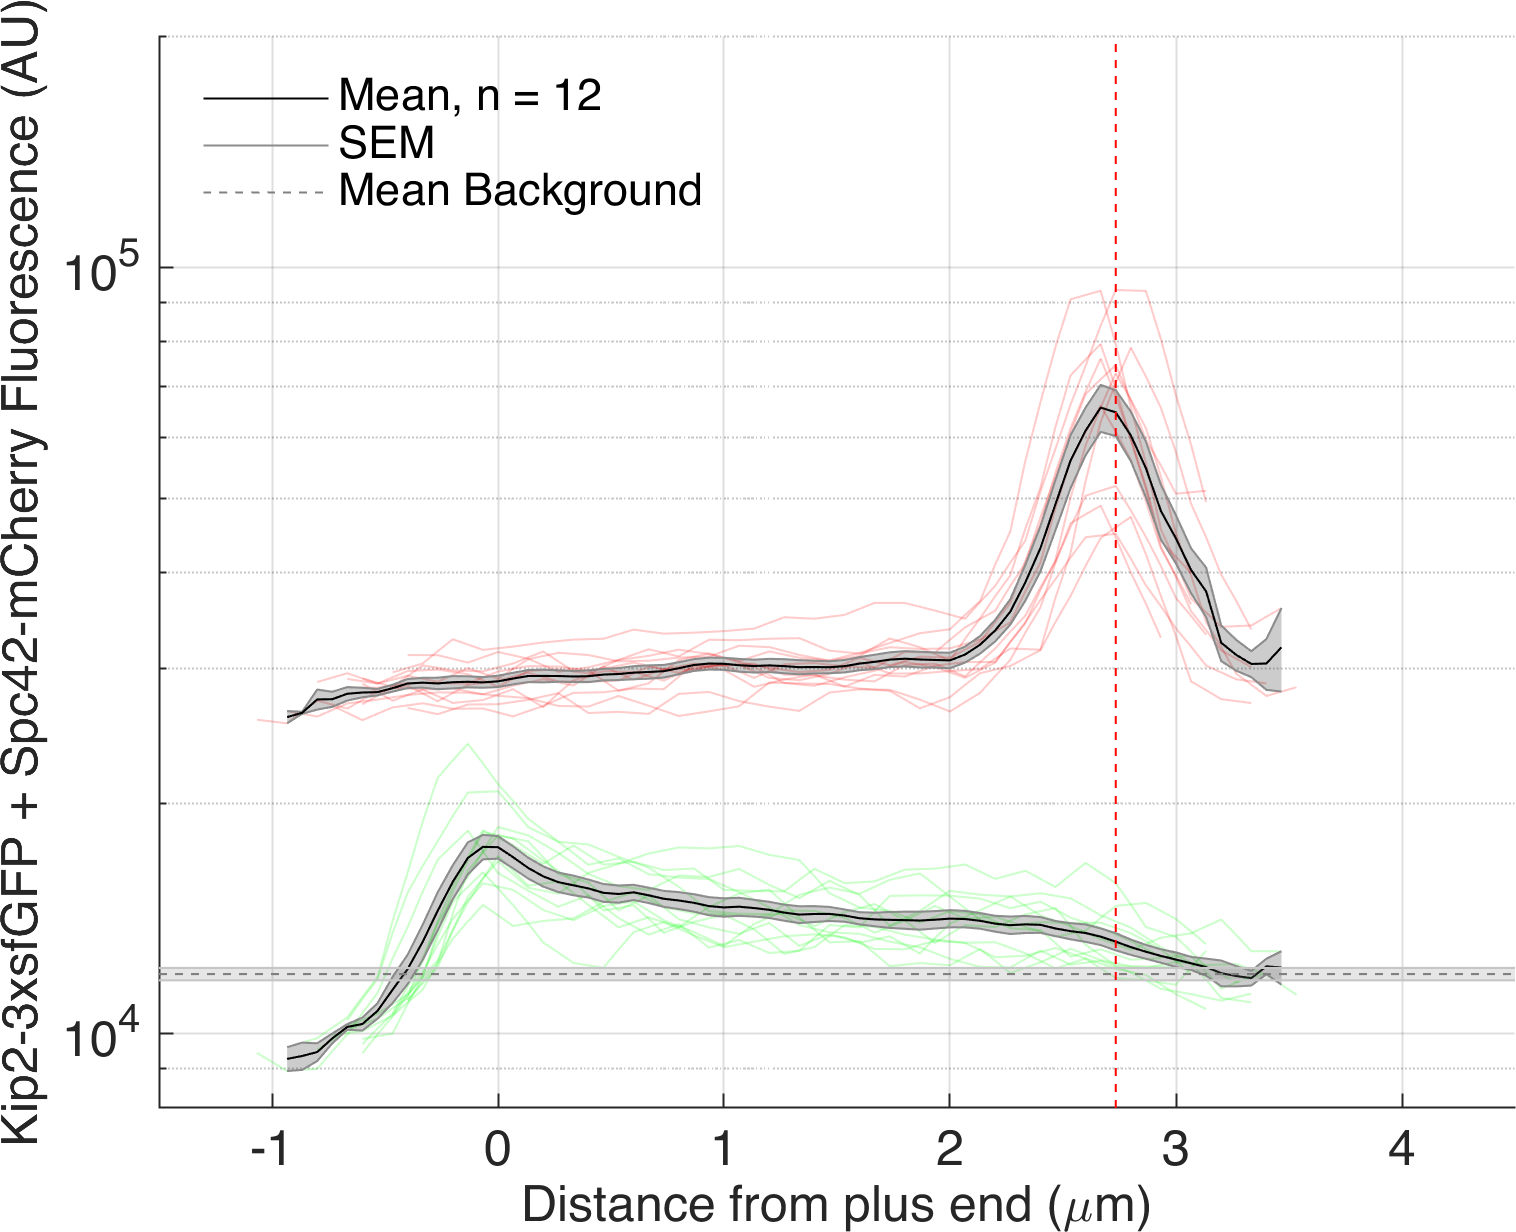 Kip2-3xsfGFP + Spc42-mCherry Fluorescence (AU)
Mean, n = 12
SEM
Mean Background
10^5
10^4
-1 0 1 2 3 4
Distance from plus end (μm)